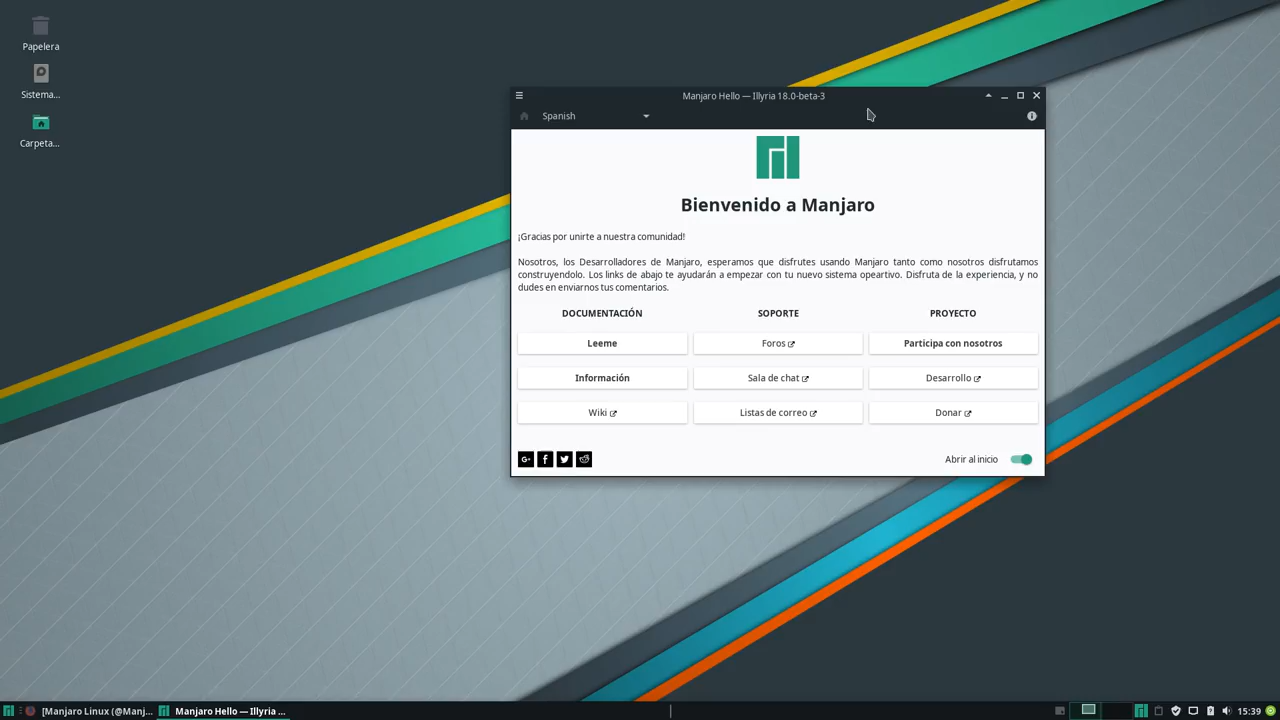 Papelera
Sistema...
Carpeta...
Manjaro Hello — Illyria 18.0-beta-3
Spanish
Bienvenido a Manjaro
¡Gracias por unirte a nuestra comunidad!
Nosotros, los Desarrolladores de Manjaro, esperamos que disfrutes usando Manjaro tanto como nosotros disfrutamos
construyendolo. Los links de abajo te ayudarán a empezar con tu nuevo sistema opeartivo. Disfruta de la experiencia, y no
dudes en enviarnos tus comentarios.
DOCUMENTACIÓN SOPORTE PROYECTO
Leeme Foros Participa con nosotros
Información Sala de chat Desarrollo
Wiki Listas de correo Donar
G+ Abrir al inicio
[Manjaro Linux (@Manj... Manjaro Hello — Illyria ... 15:39